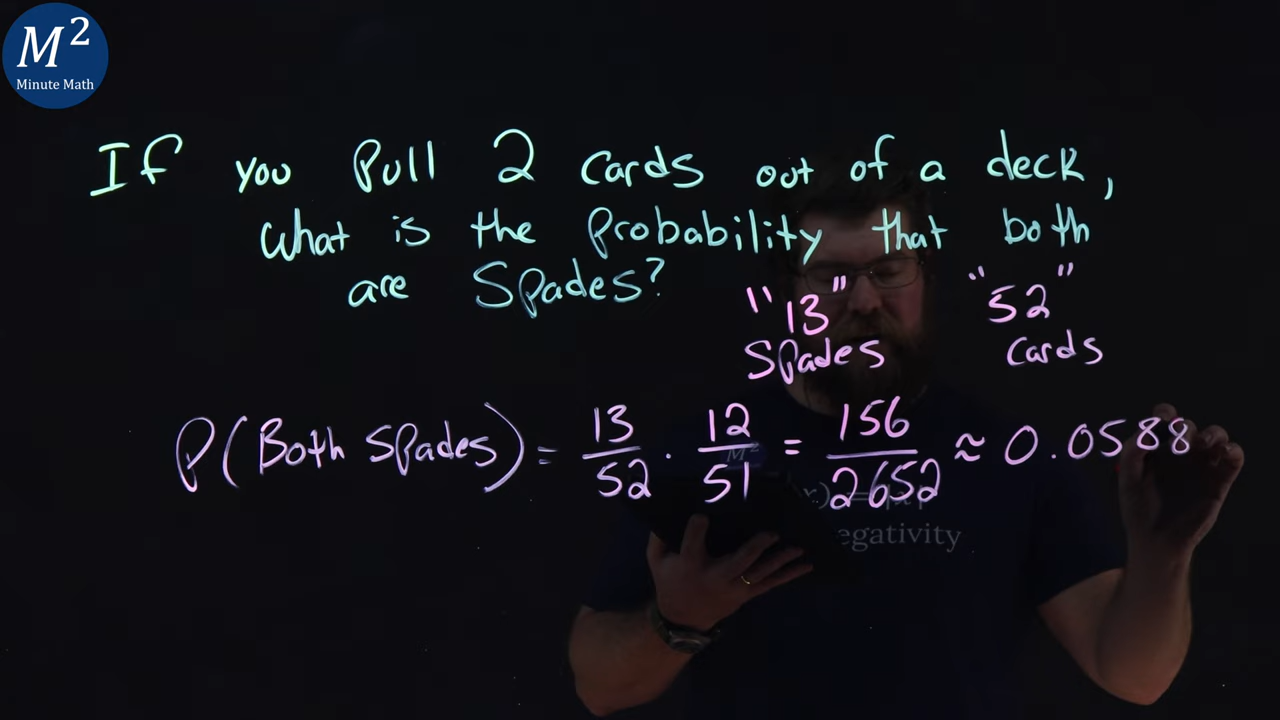 M²
Minute Math
If you Pull 2 cards out of a deck,
what is the Probability that both
are Spades?
"13" "52"
Spades cards
P(Both Spades) = 13/52 · 12/51 = 156/2652 ≈ 0.0588
egativity